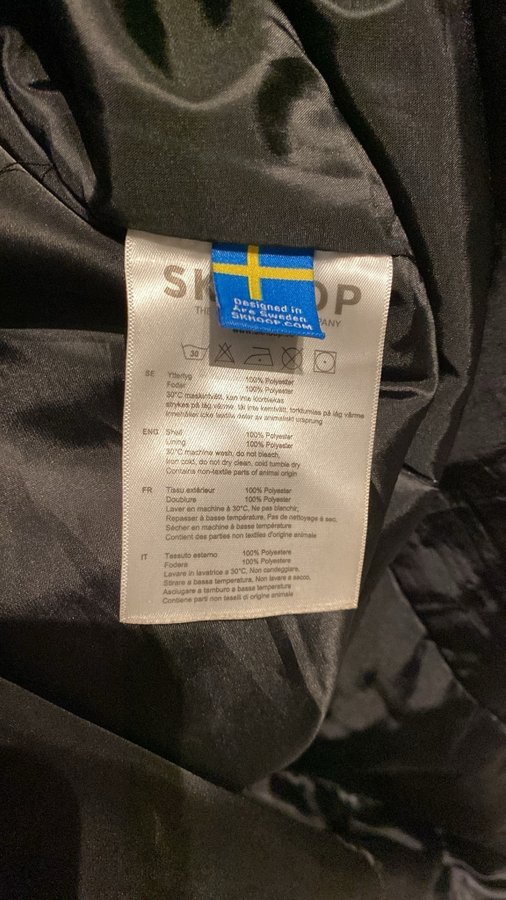 SK OP
THE ANY
Designed in
Åre Sweden
SKHOOP.COM
30
SE Yttertyg 100% Polyester
Foder 100% Polyester
30°C maskintvätt, kan inte klorblekas
strykes på låg värme, tål inte kemtvätt, torktumlas på låg värme
Innehåller icke textila delar av animaliskt ursprung
ENG Shell 100% Polyester
Lining 100% Polyester
30°C machine wash, do not bleach,
Iron cold, do not dry clean, cold tumble dry
Contains non-textile parts of animal origin
FR Tissu extérieur 100% Polyester
Doublure 100% Polyester
Laver en machine à 30°C, Ne pas blanchir,
Repasser à basse température, Pas de nettoyage à sec,
Sécher en machine à basse température
Contient des parties non textiles d'origine animale
IT Tessuto esterno 100% Poliestere
Fodera 100% Poliestere
Lavare in lavatrice a 30°C, Non candeggiare,
Stirare a bassa temperatura, Non lavare a secco,
Asciugare a tamburo a bassa temperatura
Contiene parti non tessili di origine animale